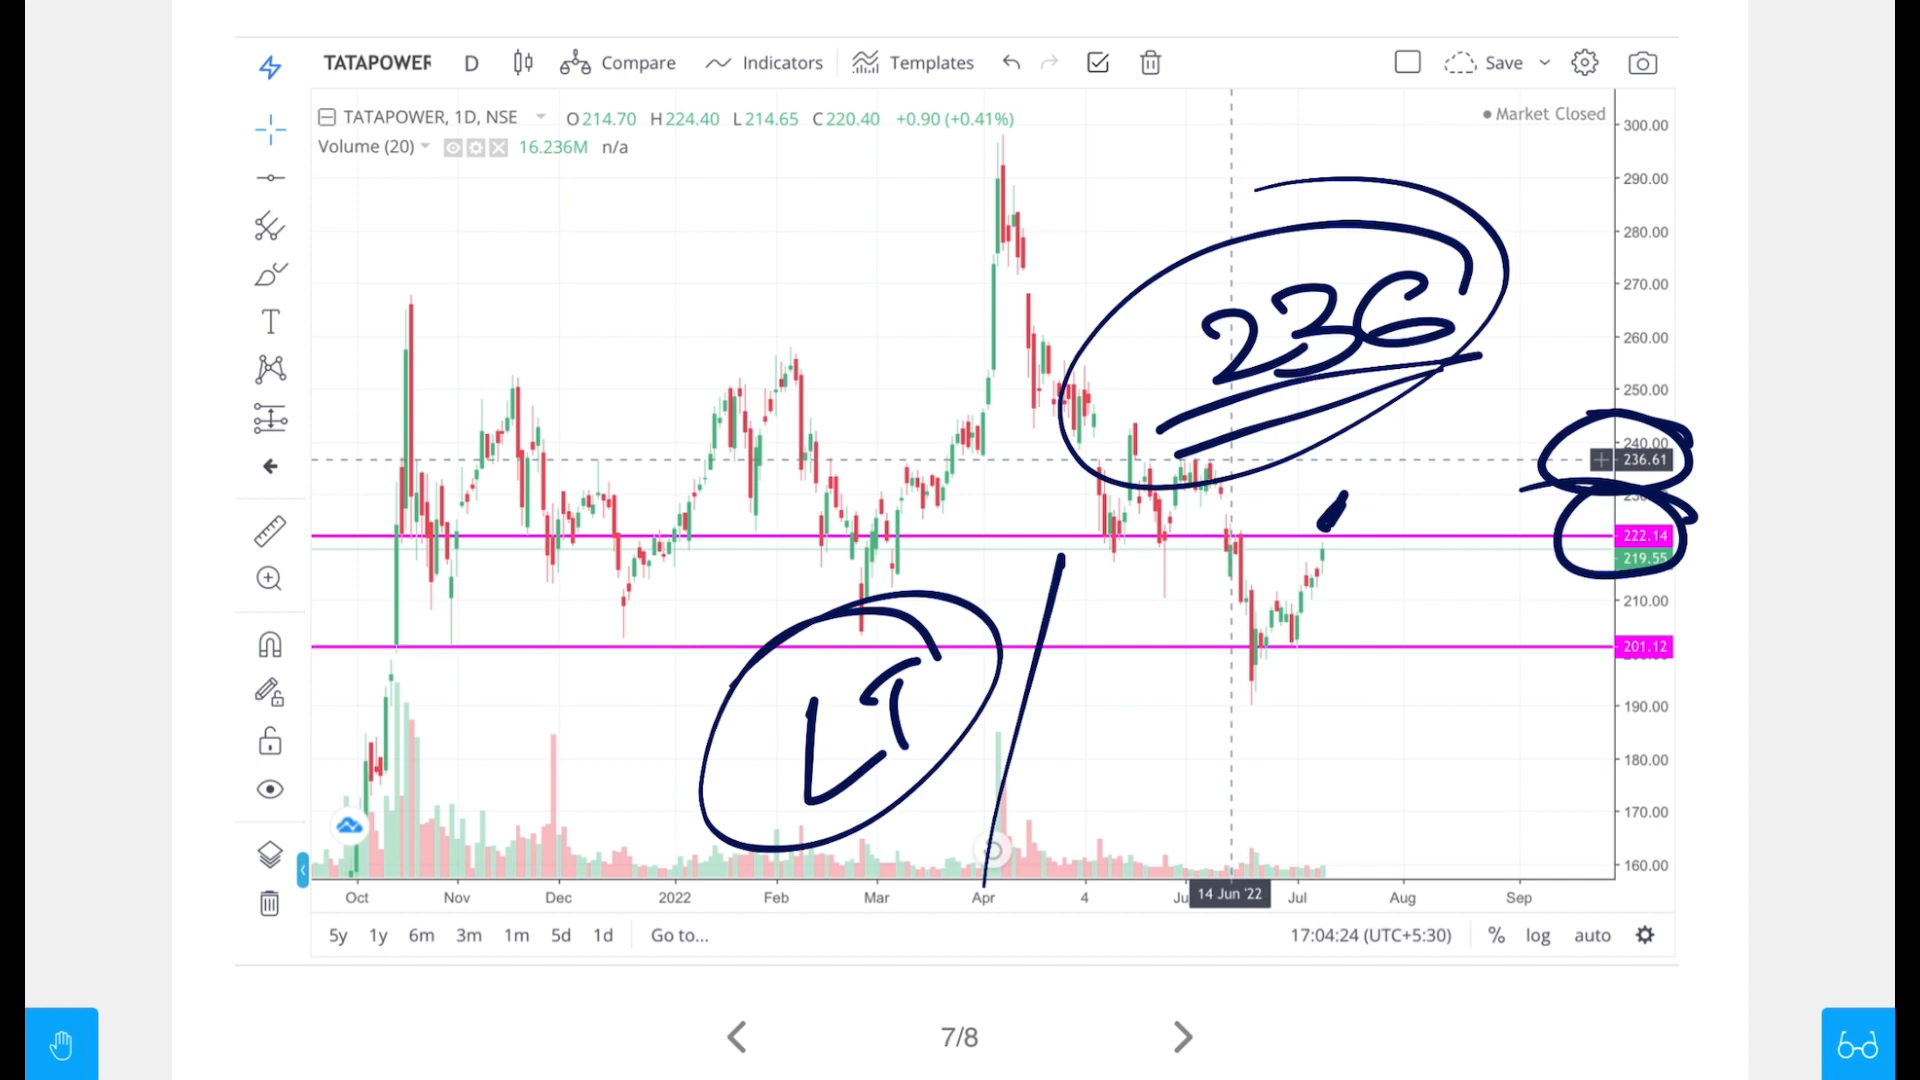 TATAPOWER D Compare Indicators Templates Save
TATAPOWER, 1D, NSE O214.70 H224.40 L214.65 C220.40 +0.90 (+0.41%)
Market Closed
Volume (20) 16.236M n/a
300.00
290.00
280.00
270.00
260.00
250.00
240.00
236.61
222.14
219.55
210.00
201.12
190.00
180.00
170.00
160.00
236
LT
Oct Nov Dec 2022 Feb Mar Apr 4 14 Jun '22 Jul Aug Sep
5y 1y 6m 3m 1m 5d 1d Go to... 17:04:24 (UTC+5:30) % log auto
7/8